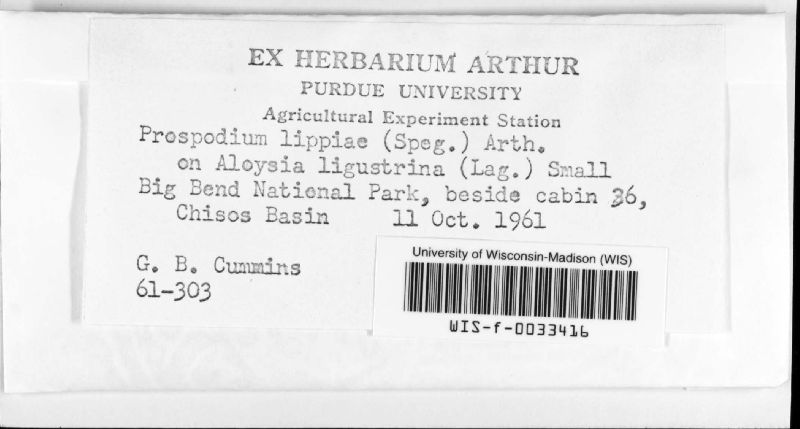 EX HERBARIUM ARTHUR
PURDUE UNIVERSITY
Agricultural Experiment Station
Prospodium lippiae (Speg.) Arth.
on Aloysia ligustrina (Lag.) Small
Big Bend National Park, beside cabin 36,
Chisos Basin 11 Oct. 1961
G. B. Cummins
61-303
University of Wisconsin-Madison (WIS)
WIS-f-0033416